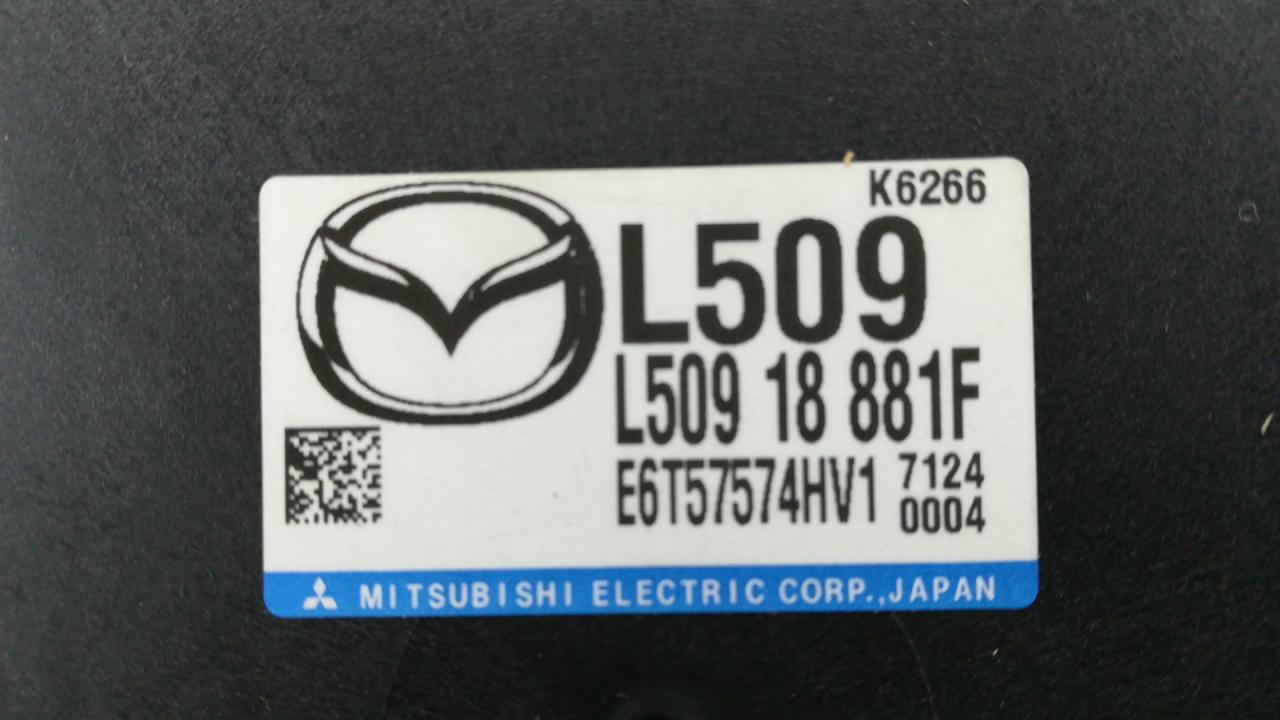 K6266
L509
L509 18 881F
E6T57574HV1 7124
0004
MITSUBISHI ELECTRIC CORP.,JAPAN